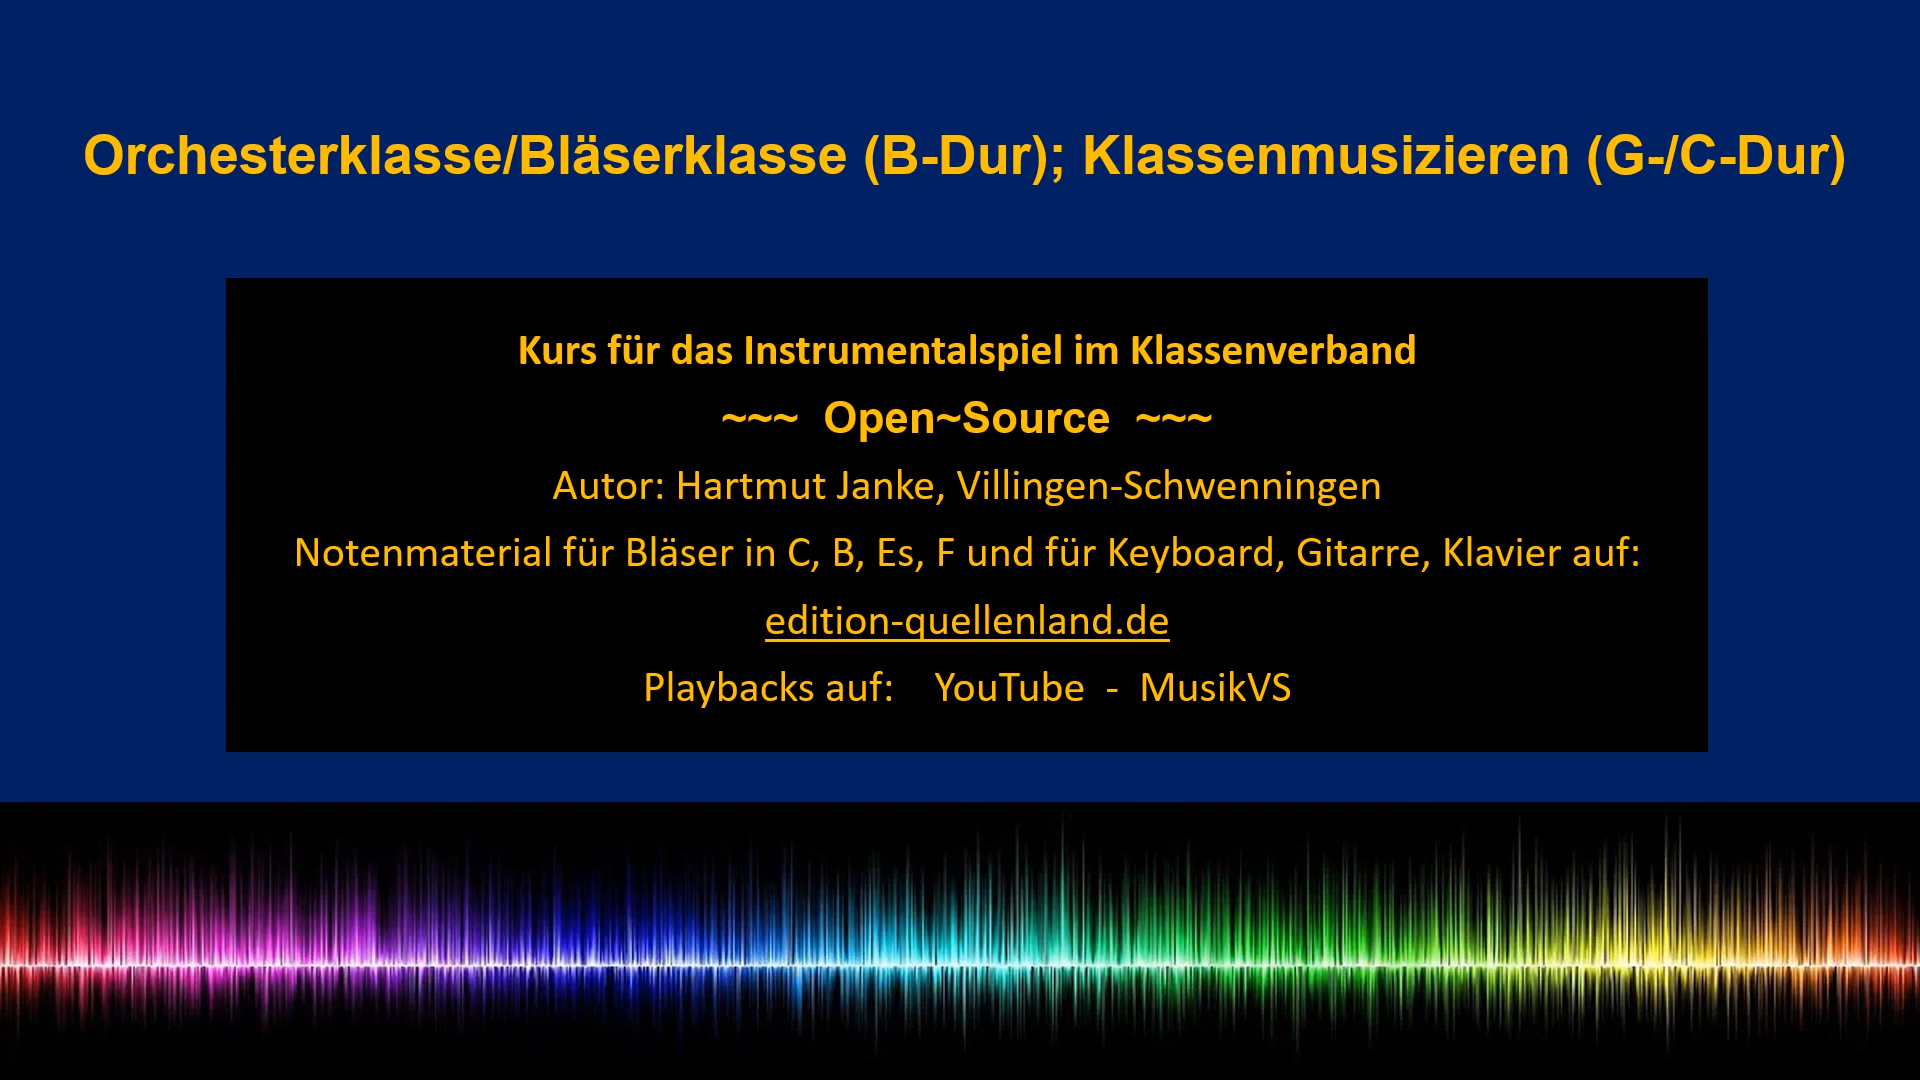 Orchesterklasse/Bläserklasse (B-Dur); Klassenmusizieren (G-/C-Dur)
Kurs für das Instrumentalspiel im Klassenverband
~~~ Open~Source ~~~
Autor: Hartmut Janke, Villingen-Schwenningen
Notenmaterial für Bläser in C, B, Es, F und für Keyboard, Gitarre, Klavier auf:
edition-quellenland.de
Playbacks auf: YouTube - MusikVS